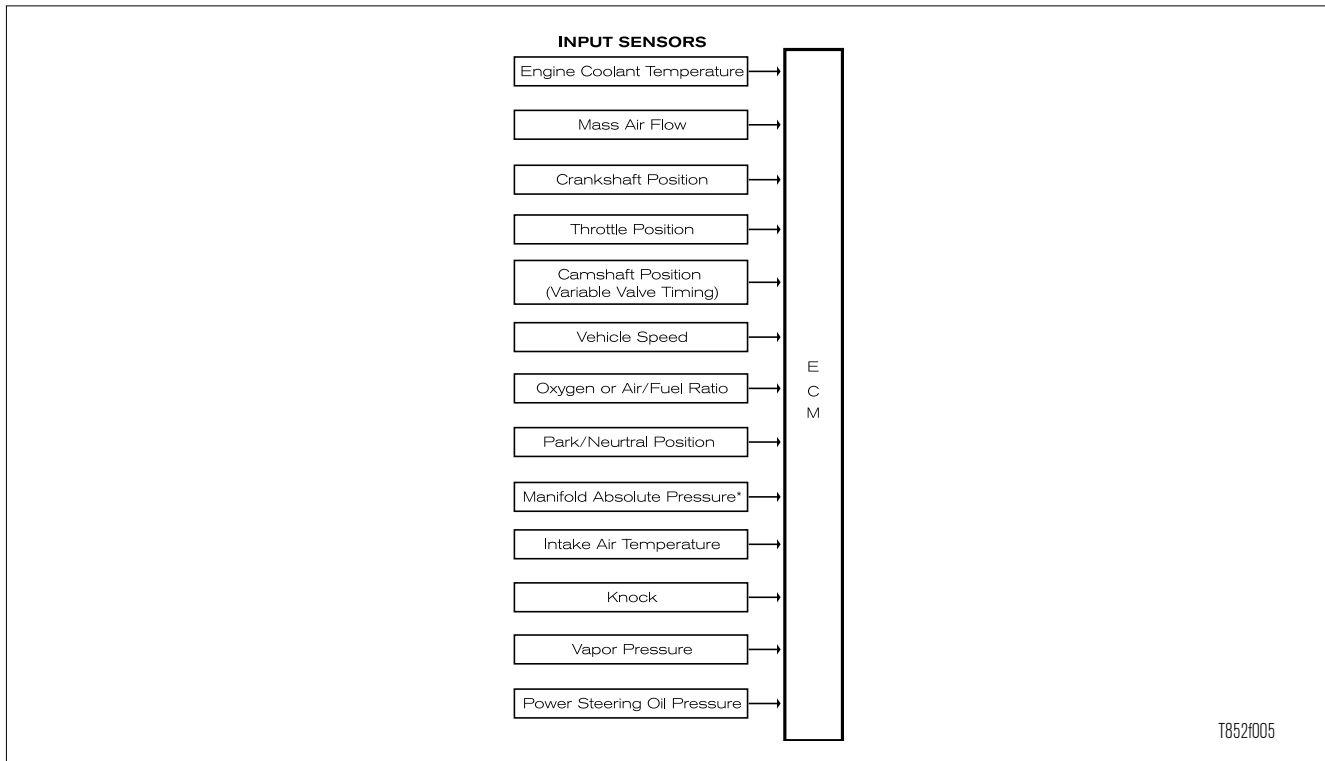 INPUT SENSORS
Engine Coolant Temperature
Mass Air Flow
Crankshaft Position
Throttle Position
Camshaft Position
(Variable Valve Timing)
Vehicle Speed
Oxygen or Air/Fuel Ratio
Park/Neurtral Position
Manifold Absolute Pressure*
Intake Air Temperature
Knock
Vapor Pressure
Power Steering Oil Pressure
E
C
M
T852f005